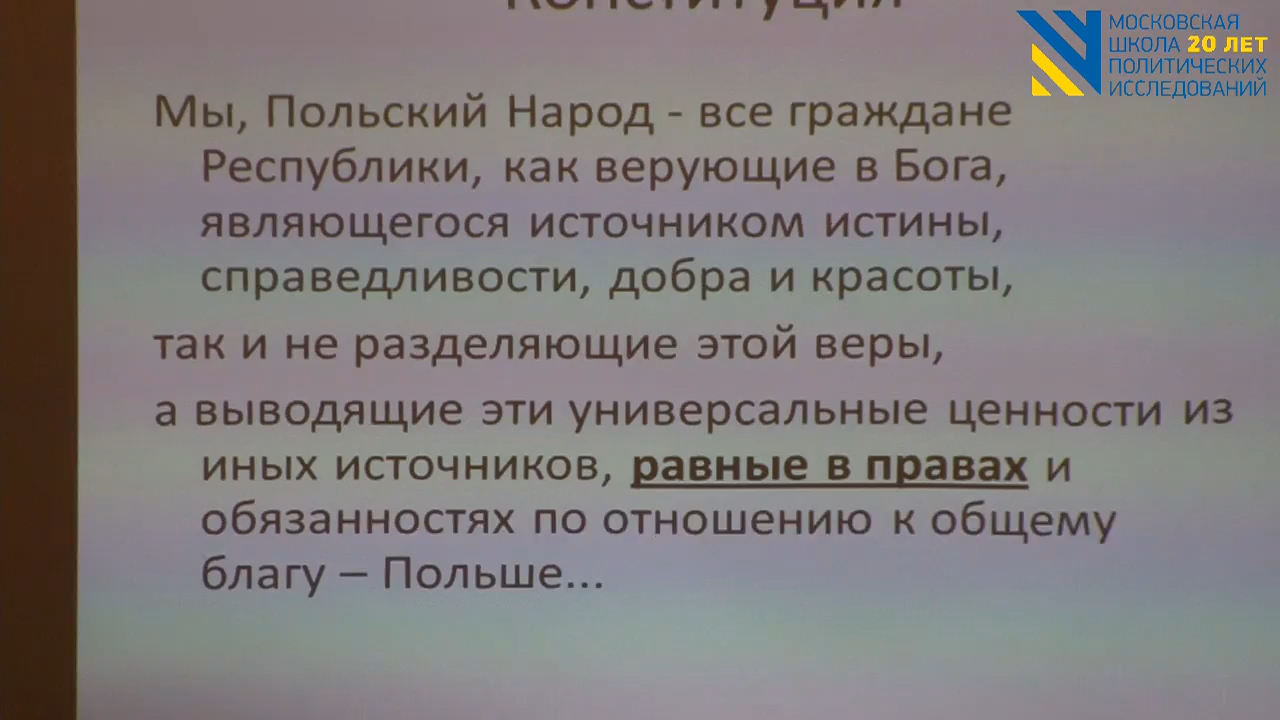 Конституция
МОСКОВСКАЯ
ШКОЛА 20 ЛЕТ
ПОЛИТИЧЕСКИХ
ИССЛЕДОВАНИЙ
Мы, Польский Народ - все граждане
Республики, как верующие в Бога,
являющегося источником истины,
справедливости, добра и красоты,
так и не разделяющие этой веры,
а выводящие эти универсальные ценности из
иных источников, равные в правах и
обязанностях по отношению к общему
благу – Польше...